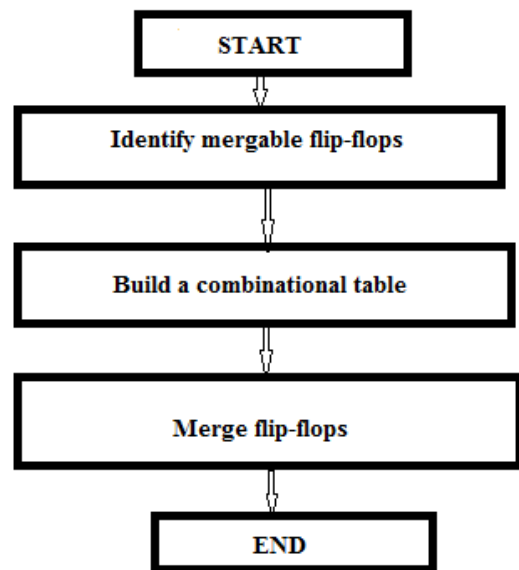 START
Identify mergable flip-flops
Build a combinational table
Merge flip-flops
END